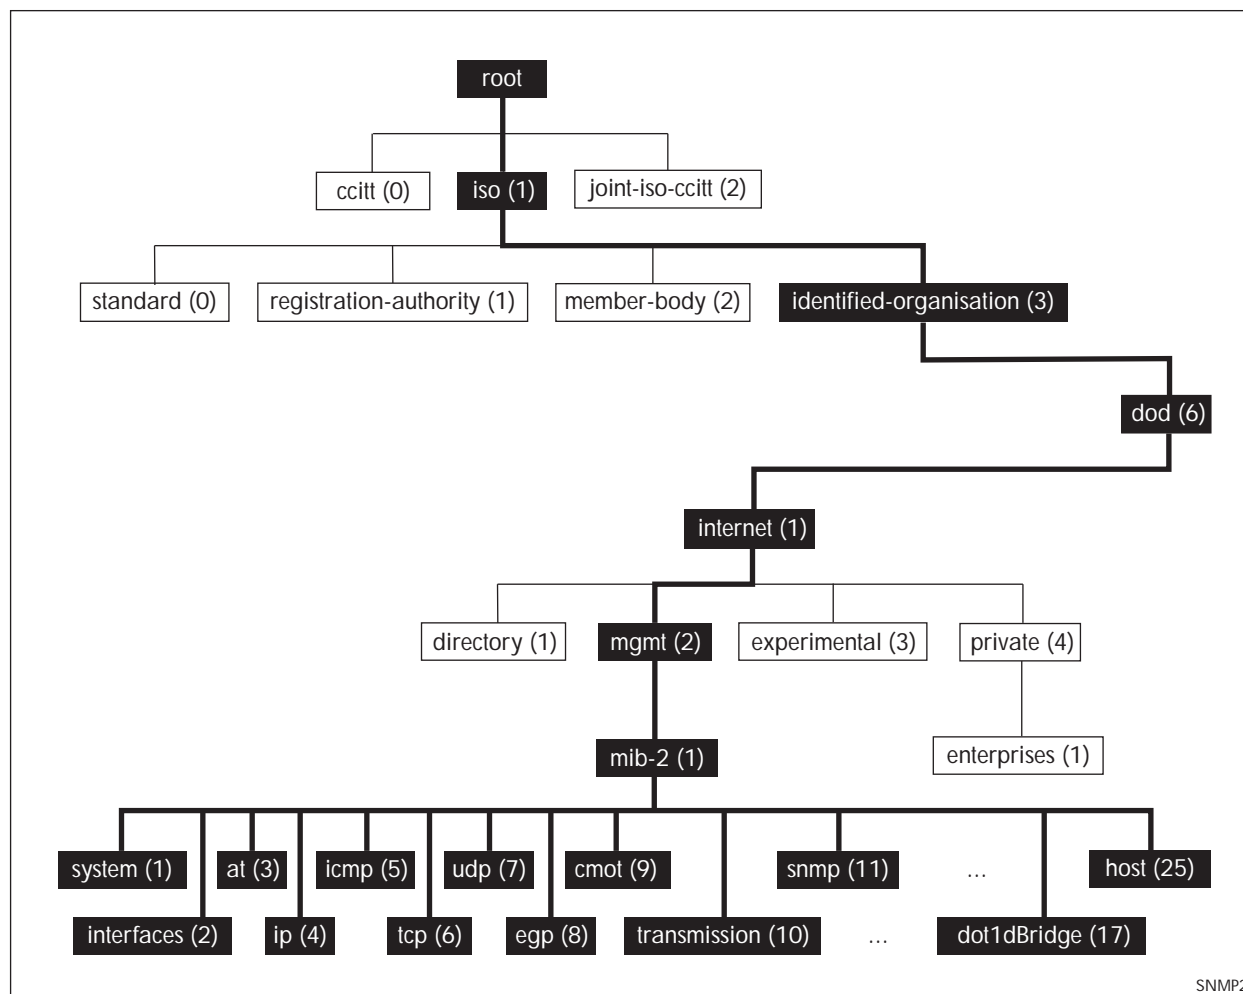 root
ccitt (0) iso (1) joint-iso-ccitt (2)
standard (0) registration-authority (1) member-body (2) identified-organisation (3)
dod (6)
internet (1)
directory (1) mgmt (2) experimental (3) private (4)
mib-2 (1) enterprises (1)
system (1) at (3) icmp (5) udp (7) cmot (9) snmp (11) ... host (25)
interfaces (2) ip (4) tcp (6) egp (8) transmission (10) ... dot1dBridge (17)
SNMP2